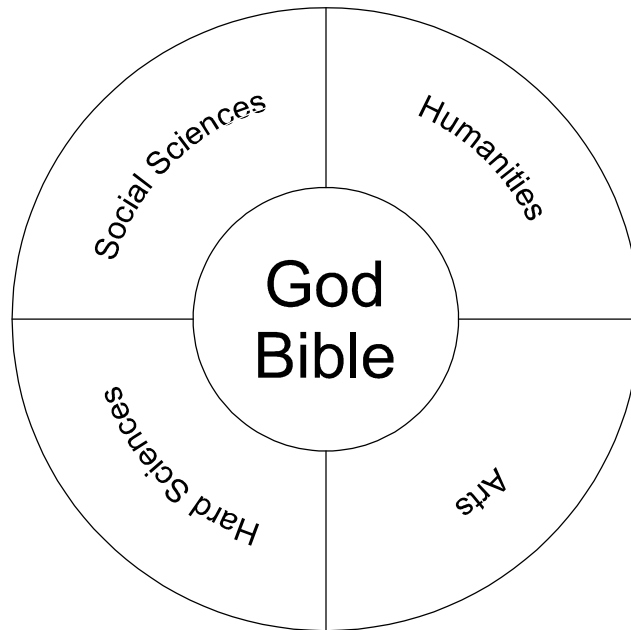 Social Sciences
Humanities
God
Bible
Hard Sciences
Arts